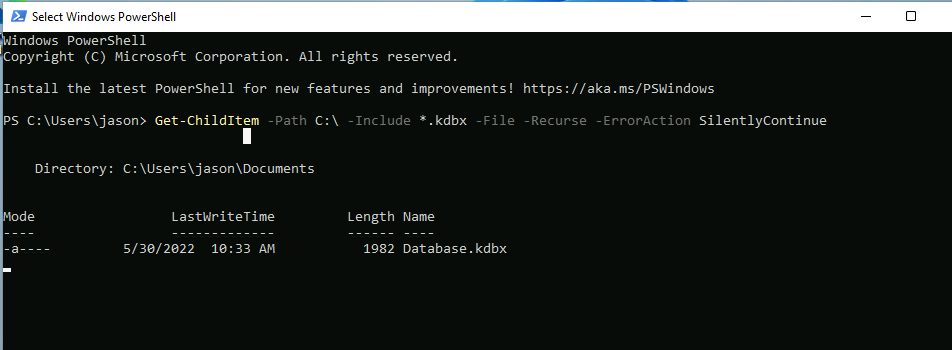 Select Windows PowerShell
Windows PowerShell
Copyright (C) Microsoft Corporation. All rights reserved.
Install the latest PowerShell for new features and improvements! https://aka.ms/PSWindows
PS C:\Users\jason> Get-ChildItem -Path C:\ -Include *.kdbx -File -Recurse -ErrorAction SilentlyContinue
Directory: C:\Users\jason\Documents
Mode LastWriteTime Length Name
---- ------------- ------ ----
-a---- 5/30/2022 10:33 AM 1982 Database.kdbx